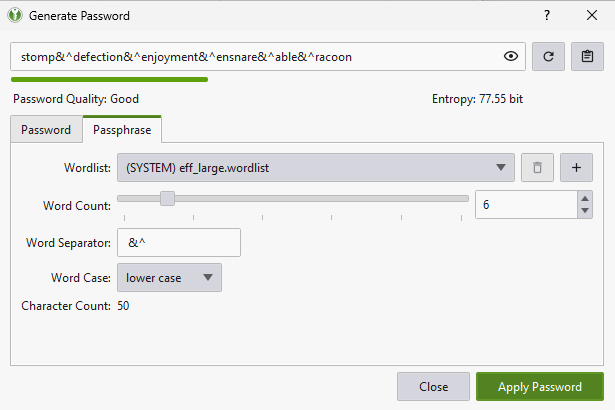 Generate Password
?
stomp&^defection&^enjoyment&^ensnare&^able&^racoon
Password Quality: Good Entropy: 77.55 bit
Password Passphrase
Wordlist: (SYSTEM) eff_large.wordlist +
Word Count: 6
Word Separator: &^
Word Case: lower case
Character Count: 50
Close Apply Password